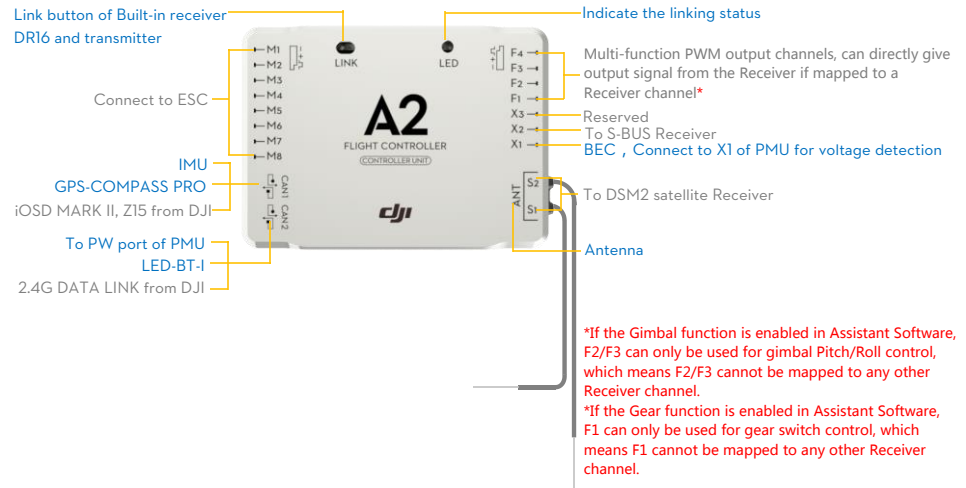 Link button of Built-in receiver
DR16 and transmitter
Indicate the linking status
LINK
LED
M1
M2
M3
M4
M5
M6
M7
M8
Connect to ESC
F4
F3
F2
F1
X3
X2
X1
Multi-function PWM output channels, can directly give
output signal from the Receiver if mapped to a
Receiver channel*
Reserved
To S-BUS Receiver
BEC , Connect to X1 of PMU for voltage detection
A2
FLIGHT CONTROLLER
CONTROLLER UNIT
IMU
GPS-COMPASS PRO
iOSD MARK II, Z15 from DJI
CAN1
CAN2
dji
ANT
S2
S1
To DSM2 satellite Receiver
Antenna
To PW port of PMU
LED-BT-I
2.4G DATA LINK from DJI
*If the Gimbal function is enabled in Assistant Software,
F2/F3 can only be used for gimbal Pitch/Roll control,
which means F2/F3 cannot be mapped to any other
Receiver channel.
*If the Gear function is enabled in Assistant Software,
F1 can only be used for gear switch control, which
means F1 cannot be mapped to any other Receiver
channel.